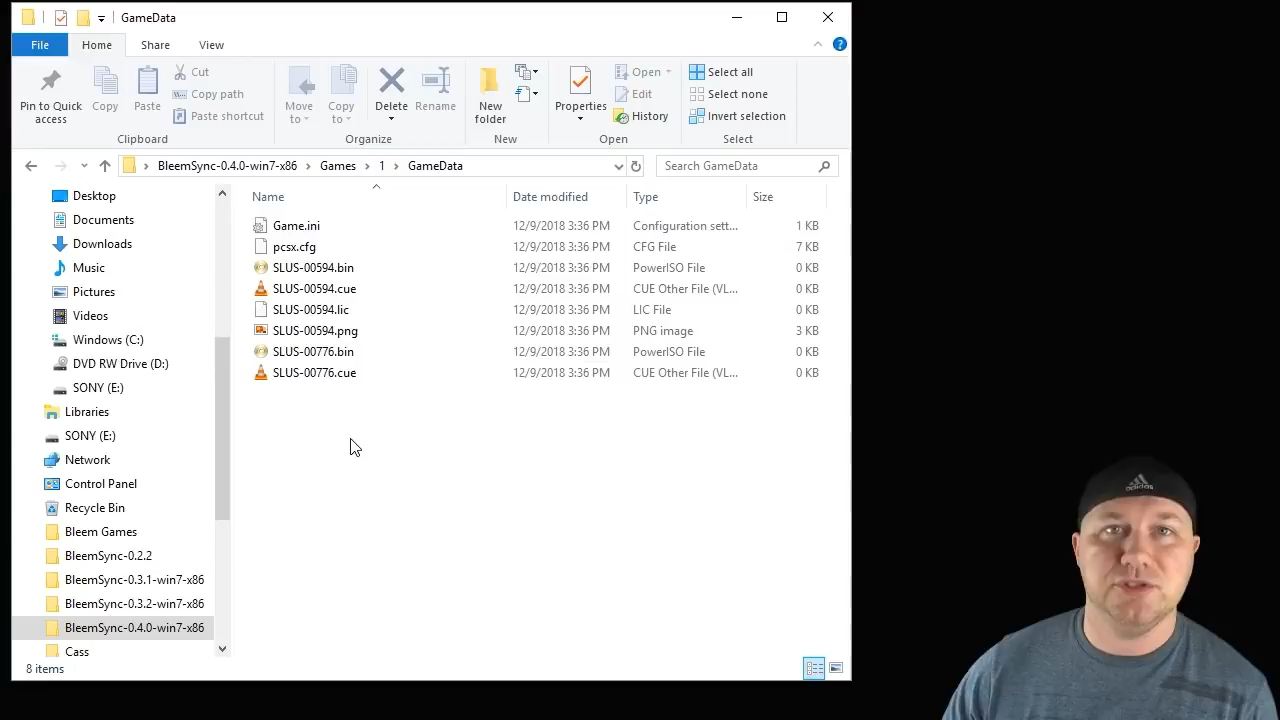 GameData
File Home Share View
Pin to Quick access
Copy
Paste
Cut
Copy path
Paste shortcut
Clipboard
Move to
Copy to
Delete
Rename
Organize
New folder
New
Properties
Open
Edit
History
Open
Select all
Select none
Invert selection
Select
BleemSync-0.4.0-win7-x86 Games 1 GameData
Search GameData
Desktop
Documents
Downloads
Music
Pictures
Videos
Windows (C:)
DVD RW Drive (D:)
SONY (E:)
Libraries
SONY (E:)
Network
Control Panel
Recycle Bin
Bleem Games
BleemSync-0.2.2
BleemSync-0.3.1-win7-x86
BleemSync-0.3.2-win7-x86
BleemSync-0.4.0-win7-x86
Cass
Name Date modified Type Size
Game.ini 12/9/2018 3:36 PM Configuration sett... 1 KB
pcsx.cfg 12/9/2018 3:36 PM CFG File 7 KB
SLUS-00594.bin 12/9/2018 3:36 PM PowerISO File 0 KB
SLUS-00594.cue 12/9/2018 3:36 PM CUE Other File (VL... 0 KB
SLUS-00594.lic 12/9/2018 3:36 PM LIC File 0 KB
SLUS-00594.png 12/9/2018 3:36 PM PNG image 3 KB
SLUS-00776.bin 12/9/2018 3:36 PM PowerISO File 0 KB
SLUS-00776.cue 12/9/2018 3:36 PM CUE Other File (VL... 0 KB
8 items
adidas